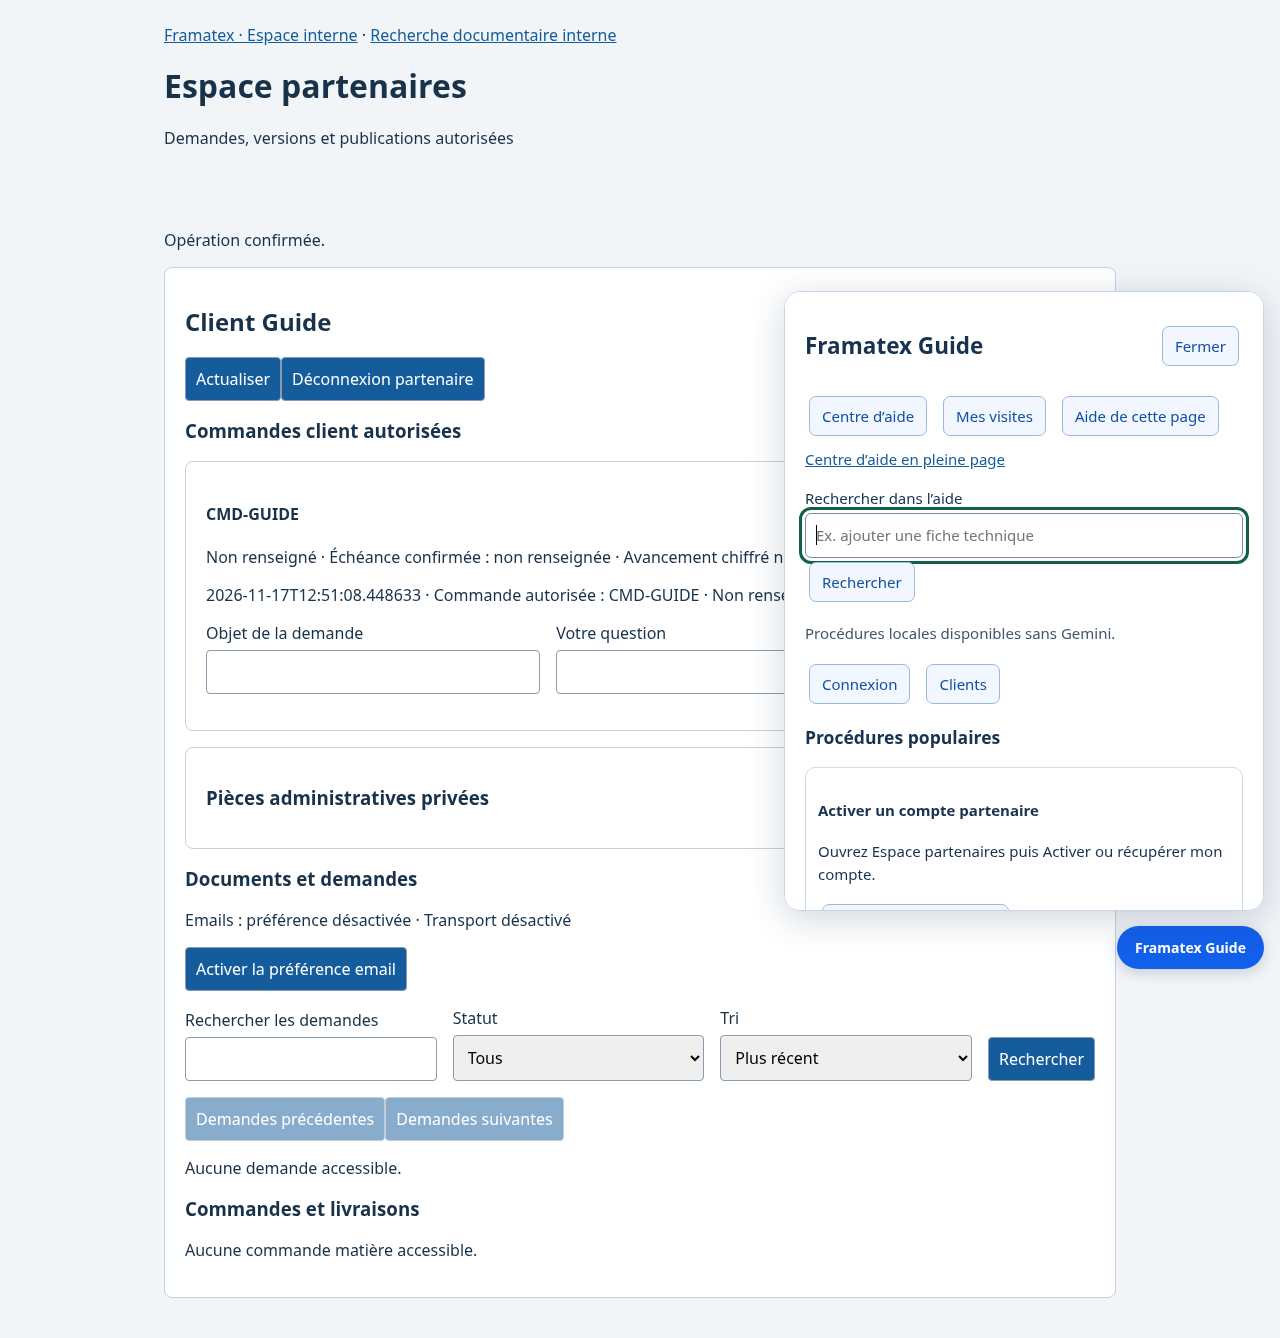 Framatex · Espace interne · Recherche documentaire interne
Espace partenaires
Demandes, versions et publications autorisées
Opération confirmée.
Client Guide
Actualiser
Déconnexion partenaire
Commandes client autorisées
CMD-GUIDE
Non renseigné · Échéance confirmée : non renseignée · Avancement chiffré n
2026-11-17T12:51:08.448633 · Commande autorisée : CMD-GUIDE · Non rense
Objet de la demande
Votre question
Pièces administratives privées
Documents et demandes
Emails : préférence désactivée · Transport désactivé
Activer la préférence email
Rechercher les demandes
Statut
Tri
Tous
Plus récent
Rechercher
Demandes précédentes
Demandes suivantes
Aucune demande accessible.
Commandes et livraisons
Aucune commande matière accessible.
Framatex Guide
Fermer
Centre d’aide
Mes visites
Aide de cette page
Centre d’aide en pleine page
Rechercher dans l’aide
Ex. ajouter une fiche technique
Rechercher
Procédures locales disponibles sans Gemini.
Connexion
Clients
Procédures populaires
Activer un compte partenaire
Ouvrez Espace partenaires puis Activer ou récupérer mon
compte.
Framatex Guide